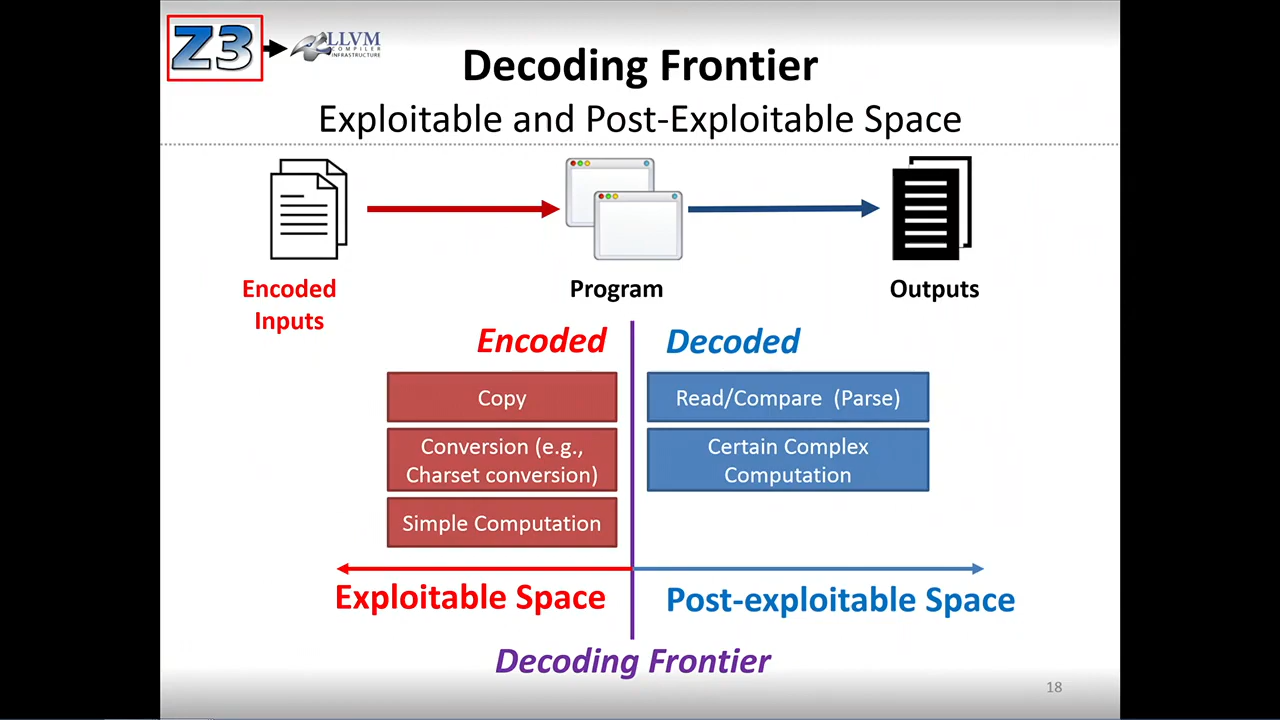 Z3
LLVM
COMPILER
INFRASTRUCTURE
Decoding Frontier
Exploitable and Post-Exploitable Space
Encoded
Inputs
Program
Outputs
Encoded
Decoded
Copy
Read/Compare (Parse)
Conversion (e.g.,
Charset conversion)
Certain Complex
Computation
Simple Computation
Exploitable Space
Post-exploitable Space
Decoding Frontier
18